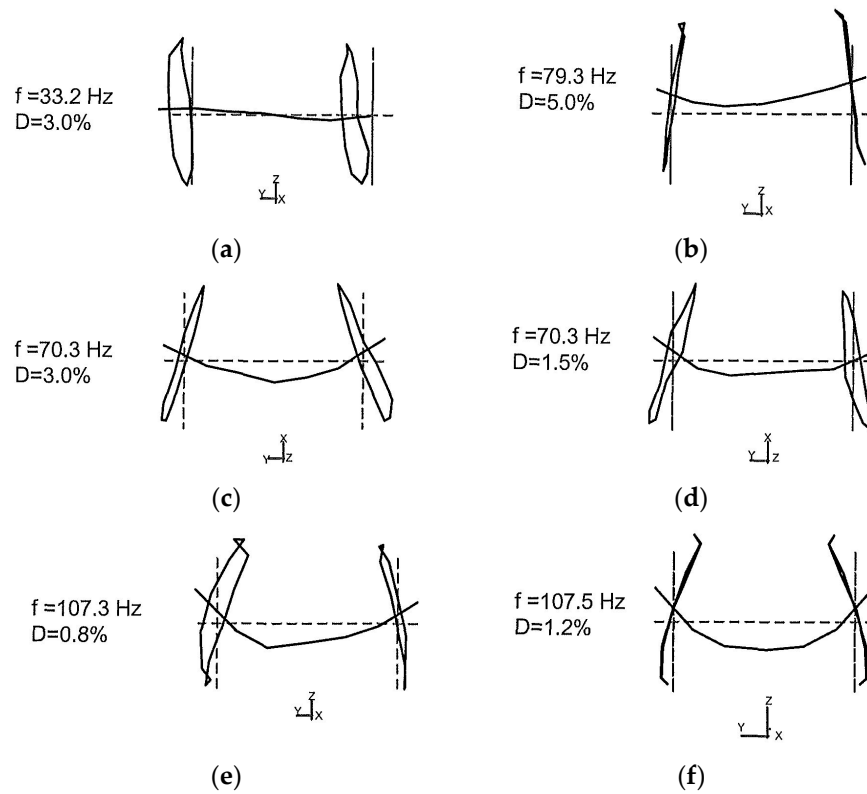 f =33.2 Hz
D=3.0%
Z
Y X
(a)
f =79.3 Hz
D=5.0%
Z
Y X
(b)
f =70.3 Hz
D=3.0%
X
Y Z
(c)
f =70.3 Hz
D=1.5%
X
Y Z
(d)
f =107.3 Hz
D=0.8%
Z
Y X
(e)
f =107.5 Hz
D=1.2%
Z
Y X
(f)